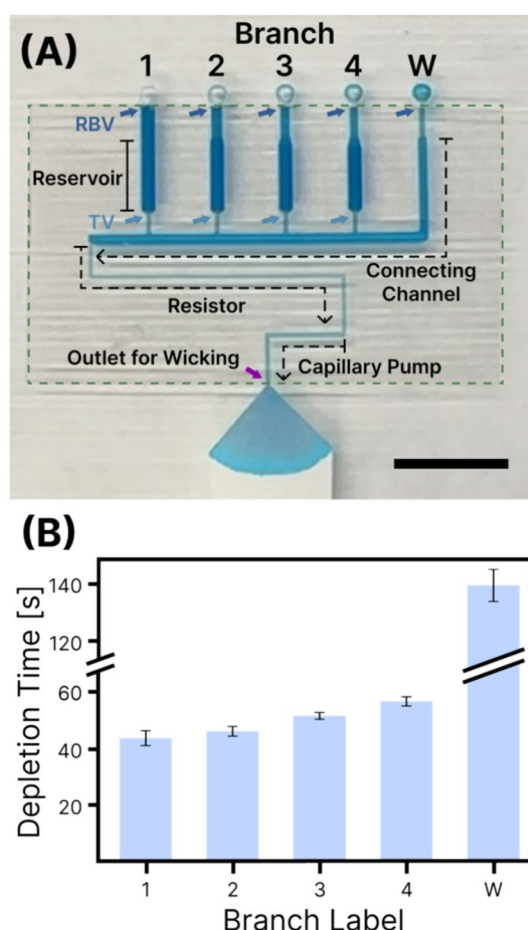 (A)
Branch
1 2 3 4 W
RBV
Reservoir
TV
Connecting
Channel
Resistor
Outlet for Wicking
Capillary Pump
(B)
Depletion Time [s]
140
120
60
40
20
1 2 3 4 W
Branch Label